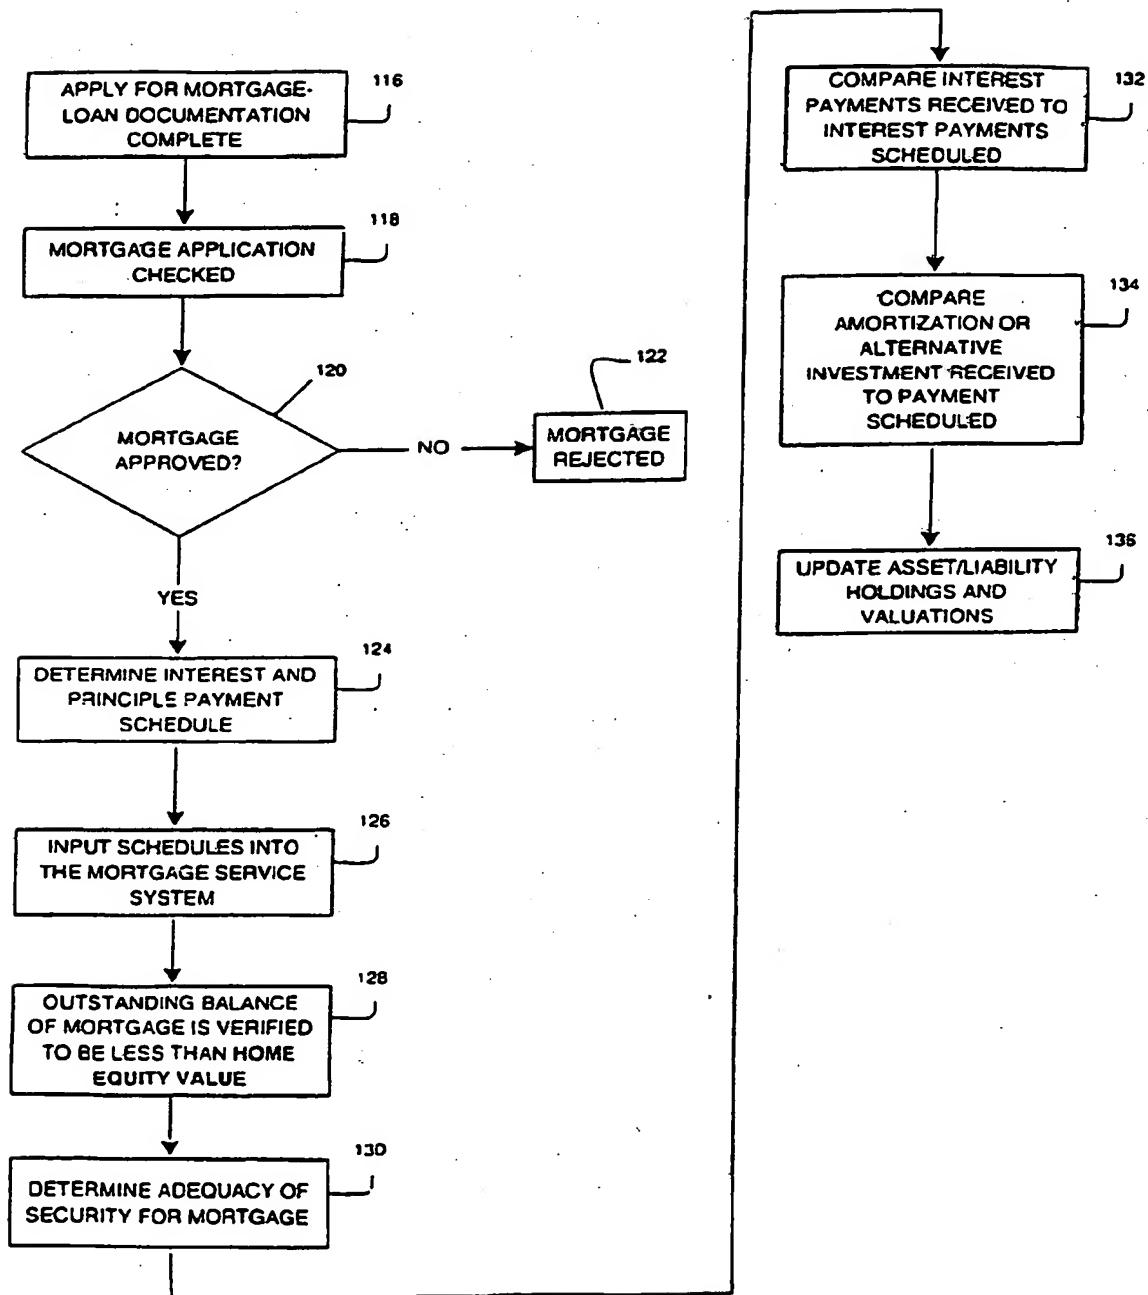 APPLY FOR MORTGAGE-
LOAN DOCUMENTATION
COMPLETE
116
MORTGAGE APPLICATION
CHECKED
118
MORTGAGE
APPROVED?
120
NO
MORTGAGE
REJECTED
122
YES
DETERMINE INTEREST AND
PRINCIPLE PAYMENT
SCHEDULE
124
INPUT SCHEDULES INTO
THE MORTGAGE SERVICE
SYSTEM
126
OUTSTANDING BALANCE
OF MORTGAGE IS VERIFIED
TO BE LESS THAN HOME
EQUITY VALUE
128
DETERMINE ADEQUACY OF
SECURITY FOR MORTGAGE
130
COMPARE INTEREST
PAYMENTS RECEIVED TO
INTEREST PAYMENTS
SCHEDULED
132
COMPARE
AMORTIZATION OR
ALTERNATIVE
INVESTMENT RECEIVED
TO PAYMENT
SCHEDULED
134
UPDATE ASSET/LIABILITY
HOLDINGS AND
VALUATIONS
136